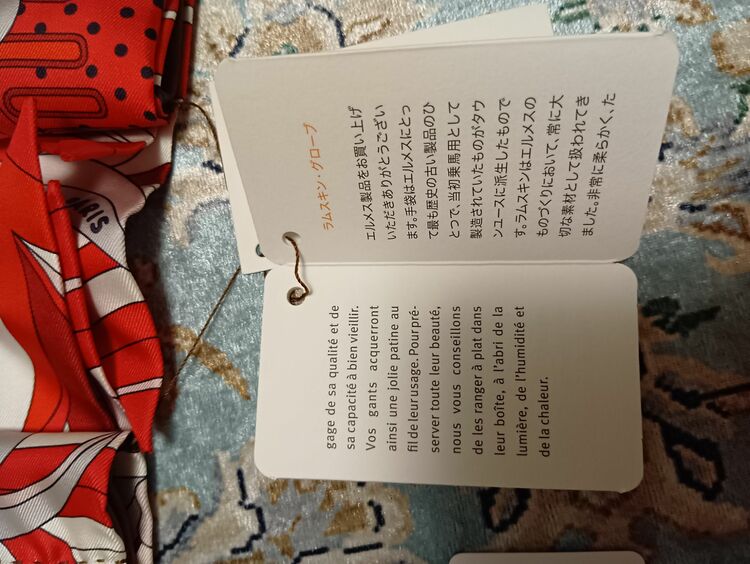 ラムスキン・グローブ
エルメス製品をお買い上げ
いただきありがとうござい
ます。手袋はエルメスにとっ
て最も歴史の古い製品のひ
とつで、当初乗馬用として
製造されていたものがタウ
ンユースに派生したもので
す。ラムスキンはエルメスの
ものづくりにおいて、常に大
切な素材として扱われてき
ました。非常に柔らかく、た
gage de sa qualité et de
sa capacité à bien vieillir.
Vos gants acquerront
ainsi une jolie patine au
fil de leur usage. Pour pré-
server toute leur beauté,
nous vous conseillons
de les ranger à plat dans
leur boîte, à l'abri de la
lumière, de l'humidité et
de la chaleur.
PARIS